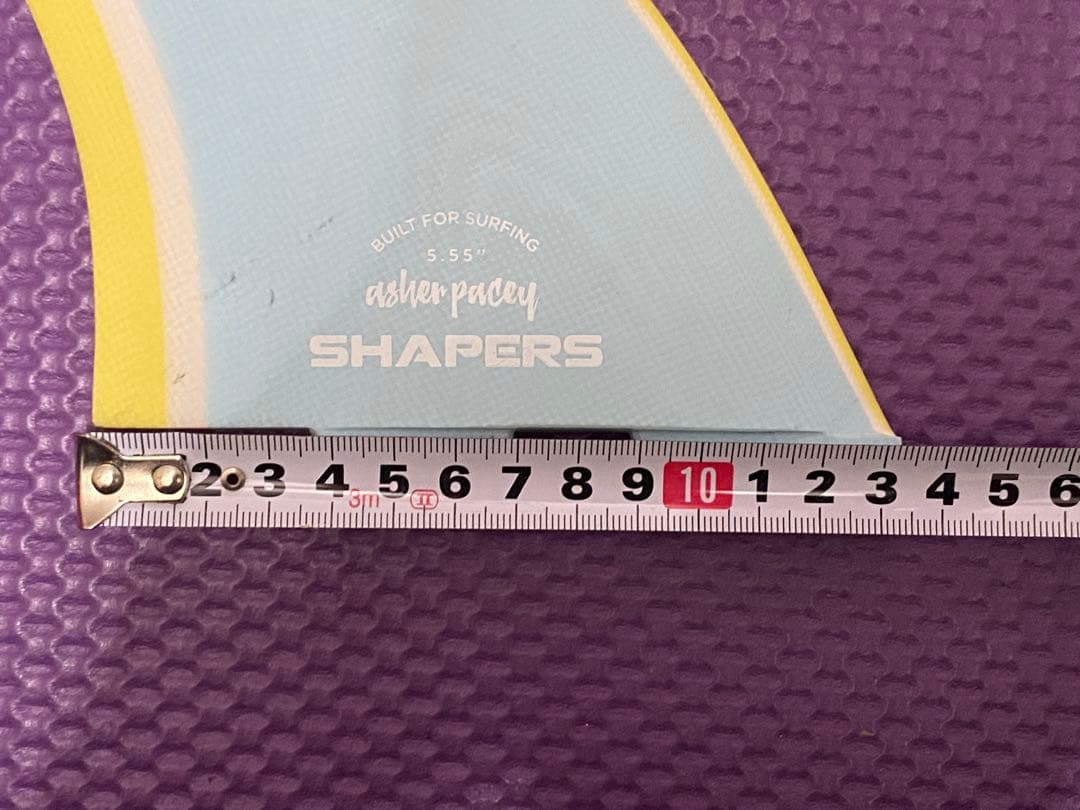 BUILT FOR SURFING
5.55"
asher pacey
SHAPERS
2 3 4 5 6 7 8 9 10 1 2 3 4 5 6
3m II